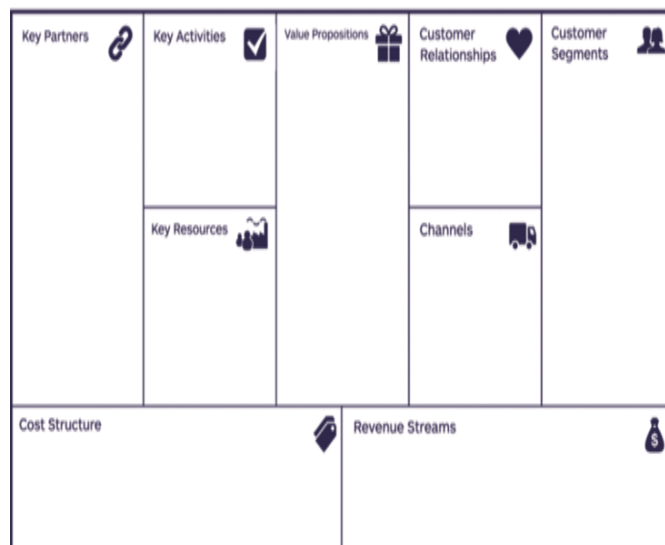 Key Partners
Key Activities
Value Propositions
Customer
Relationships
Customer
Segments
Key Resources
Channels
Cost Structure
Revenue Streams
$